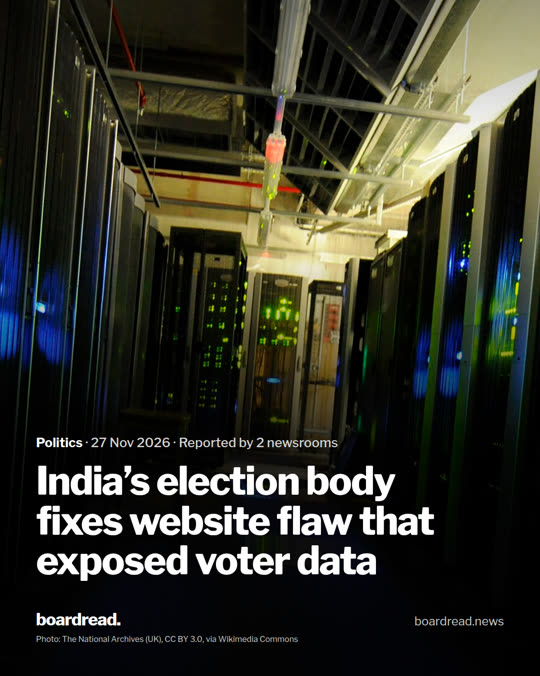 Politics · 27 Nov 2026 · Reported by 2 newsrooms
India’s election body
fixes website flaw that
exposed voter data
boardread.
boardread.news
Photo: The National Archives (UK), CC BY 3.0, via Wikimedia Commons